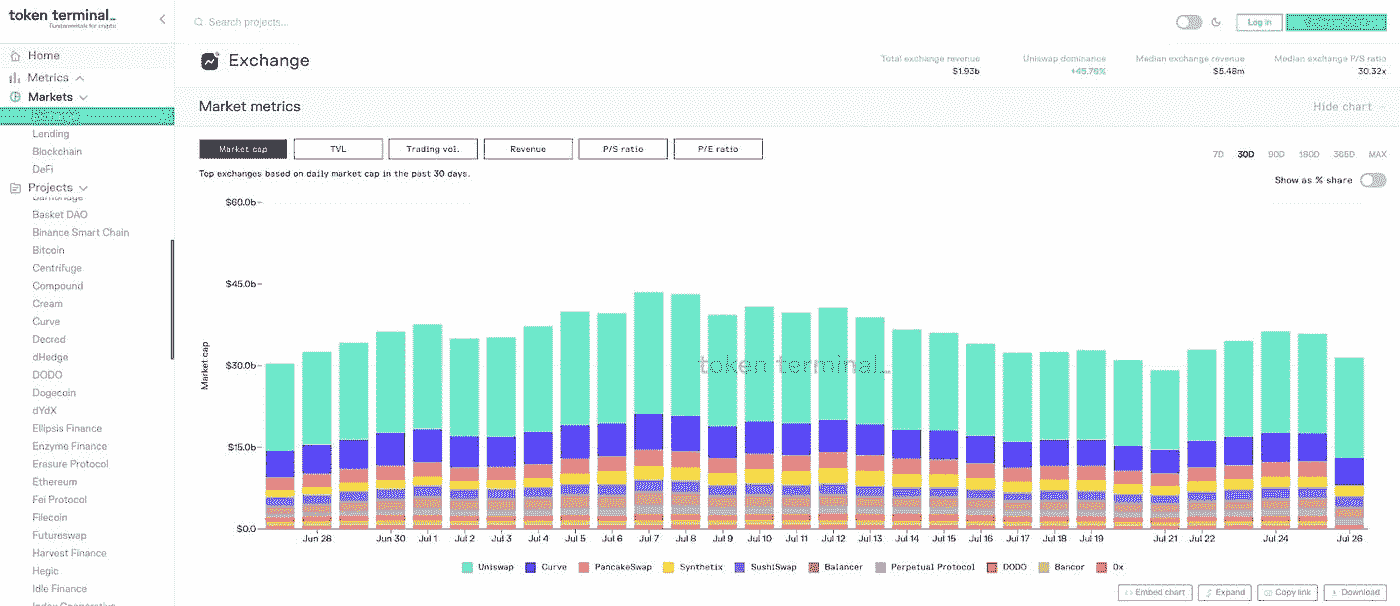 token terminal_
Fundamentals for crypto
Search projects...
Log in
Home
Metrics
Markets
Lending
Blockchain
DeFi
Projects
Basket DAO
Binance Smart Chain
Bitcoin
Centrifuge
Compound
Cream
Curve
Decred
dHedge
DODO
Dogecoin
dYdX
Ellipsis Finance
Enzyme Finance
Erasure Protocol
Ethereum
Fei Protocol
Filecoin
Futureswap
Harvest Finance
Hegic
Idle Finance
Index Cooperative
Exchange
Total exchange revenue
$1.93b
Uniswap dominance
+45.76%
Median exchange revenue
$5.48m
Median exchange P/S ratio
30.32x
Market metrics
Hide chart
Market cap TVL Trading vol. Revenue P/S ratio P/E ratio
7D 30D 90D 180D 365D MAX
Top exchanges based on daily market cap in the past 30 days.
Show as % share
$60.0b
$45.0b
$30.0b
$15.0b
$0.0
Market cap
token terminal_
Jun 28 Jun 30 Jul 1 Jul 2 Jul 3 Jul 4 Jul 5 Jul 6 Jul 7 Jul 8 Jul 9 Jul 10 Jul 11 Jul 12 Jul 13 Jul 14 Jul 15 Jul 16 Jul 17 Jul 18 Jul 19 Jul 21 Jul 22 Jul 24 Jul 26
Uniswap Curve PancakeSwap Synthetix SushiSwap Balancer Perpetual Protocol DODO Bancor 0x
Embed chart Expand Copy link Download